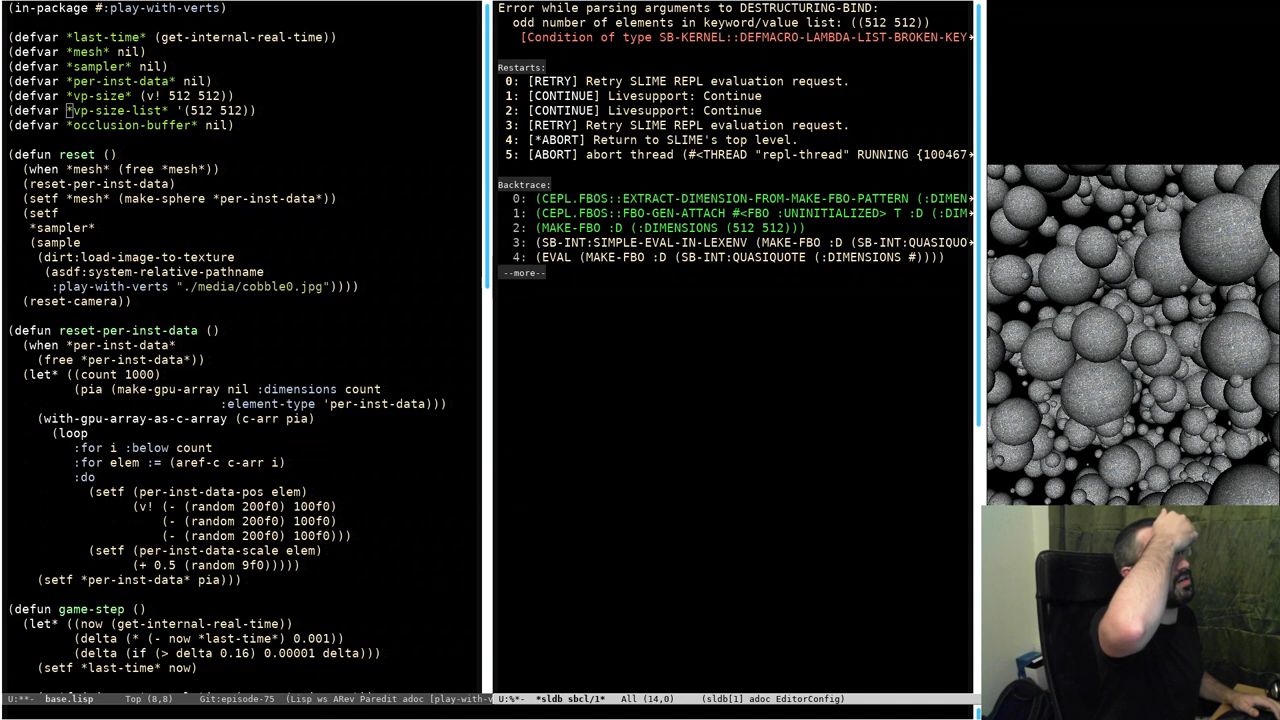 (in-package #:play-with-verts)
(defvar *last-time* (get-internal-real-time))
(defvar *mesh* nil)
(defvar *sampler* nil)
(defvar *per-inst-data* nil)
(defvar *vp-size* (v! 512 512))
(defvar *vp-size-list* '(512 512))
(defvar *occlusion-buffer* nil)
(defun reset ()
(when *mesh* (free *mesh*))
(reset-per-inst-data)
(setf *mesh* (make-sphere *per-inst-data*))
(setf
*sampler*
(sample
(dirt:load-image-to-texture
(asdf:system-relative-pathname
:play-with-verts "./media/cobble0.jpg"))))
(reset-camera))
(defun reset-per-inst-data ()
(when *per-inst-data*
(free *per-inst-data*))
(let* ((count 1000)
(pia (make-gpu-array nil :dimensions count
:element-type 'per-inst-data)))
(with-gpu-array-as-c-array (c-arr pia)
(loop
:for i :below count
:for elem := (aref-c c-arr i)
:do
(setf (per-inst-data-pos elem)
(v! (- (random 200f0) 100f0)
(- (random 200f0) 100f0)
(- (random 200f0) 100f0)))
(setf (per-inst-data-scale elem)
(+ 0.5 (random 9f0)))))
(setf *per-inst-data* pia)))
(defun game-step ()
(let* ((now (get-internal-real-time))
(delta (* (- now *last-time*) 0.001))
(delta (if (> delta 0.16) 0.00001 delta)))
(setf *last-time* now)
U:**- base.lisp Top (8,8) Git:episode-75 (Lisp ws ARev Paredit adoc [play-with-v
Error while parsing arguments to DESTRUCTURING-BIND:
odd number of elements in keyword/value list: ((512 512))
[Condition of type SB-KERNEL::DEFMACRO-LAMBDA-LIST-BROKEN-KEY
Restarts:
0: [RETRY] Retry SLIME REPL evaluation request.
1: [CONTINUE] Livesupport: Continue
2: [CONTINUE] Livesupport: Continue
3: [RETRY] Retry SLIME REPL evaluation request.
4: [*ABORT] Return to SLIME's top level.
5: [ABORT] abort thread (#<THREAD "repl-thread" RUNNING {100467
Backtrace:
0: (CEPL.FBOS::EXTRACT-DIMENSION-FROM-MAKE-FBO-PATTERN (:DIMEN
1: (CEPL.FBOS::FBO-GEN-ATTACH #<FBO :UNINITIALIZED> T :D (:DIM
2: (MAKE-FBO :D (:DIMENSIONS (512 512)))
3: (SB-INT:SIMPLE-EVAL-IN-LEXENV (MAKE-FBO :D (SB-INT:QUASIQUO
4: (EVAL (MAKE-FBO :D (SB-INT:QUASIQUOTE (:DIMENSIONS #))))
--more--
U:%*- *sldb sbcl/1* All (14,0) (sldb[1] adoc EditorConfig)